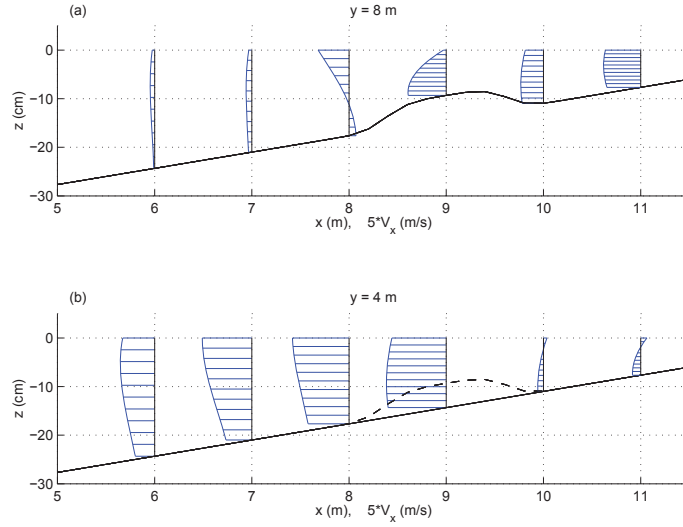 (a)
y = 8 m
0
−10
−20
−30
z (cm)
5 6 7 8 9 10 11
x (m), 5*V_x (m/s)
(b)
y = 4 m
0
−10
−20
−30
z (cm)
5 6 7 8 9 10 11
x (m), 5*V_x (m/s)